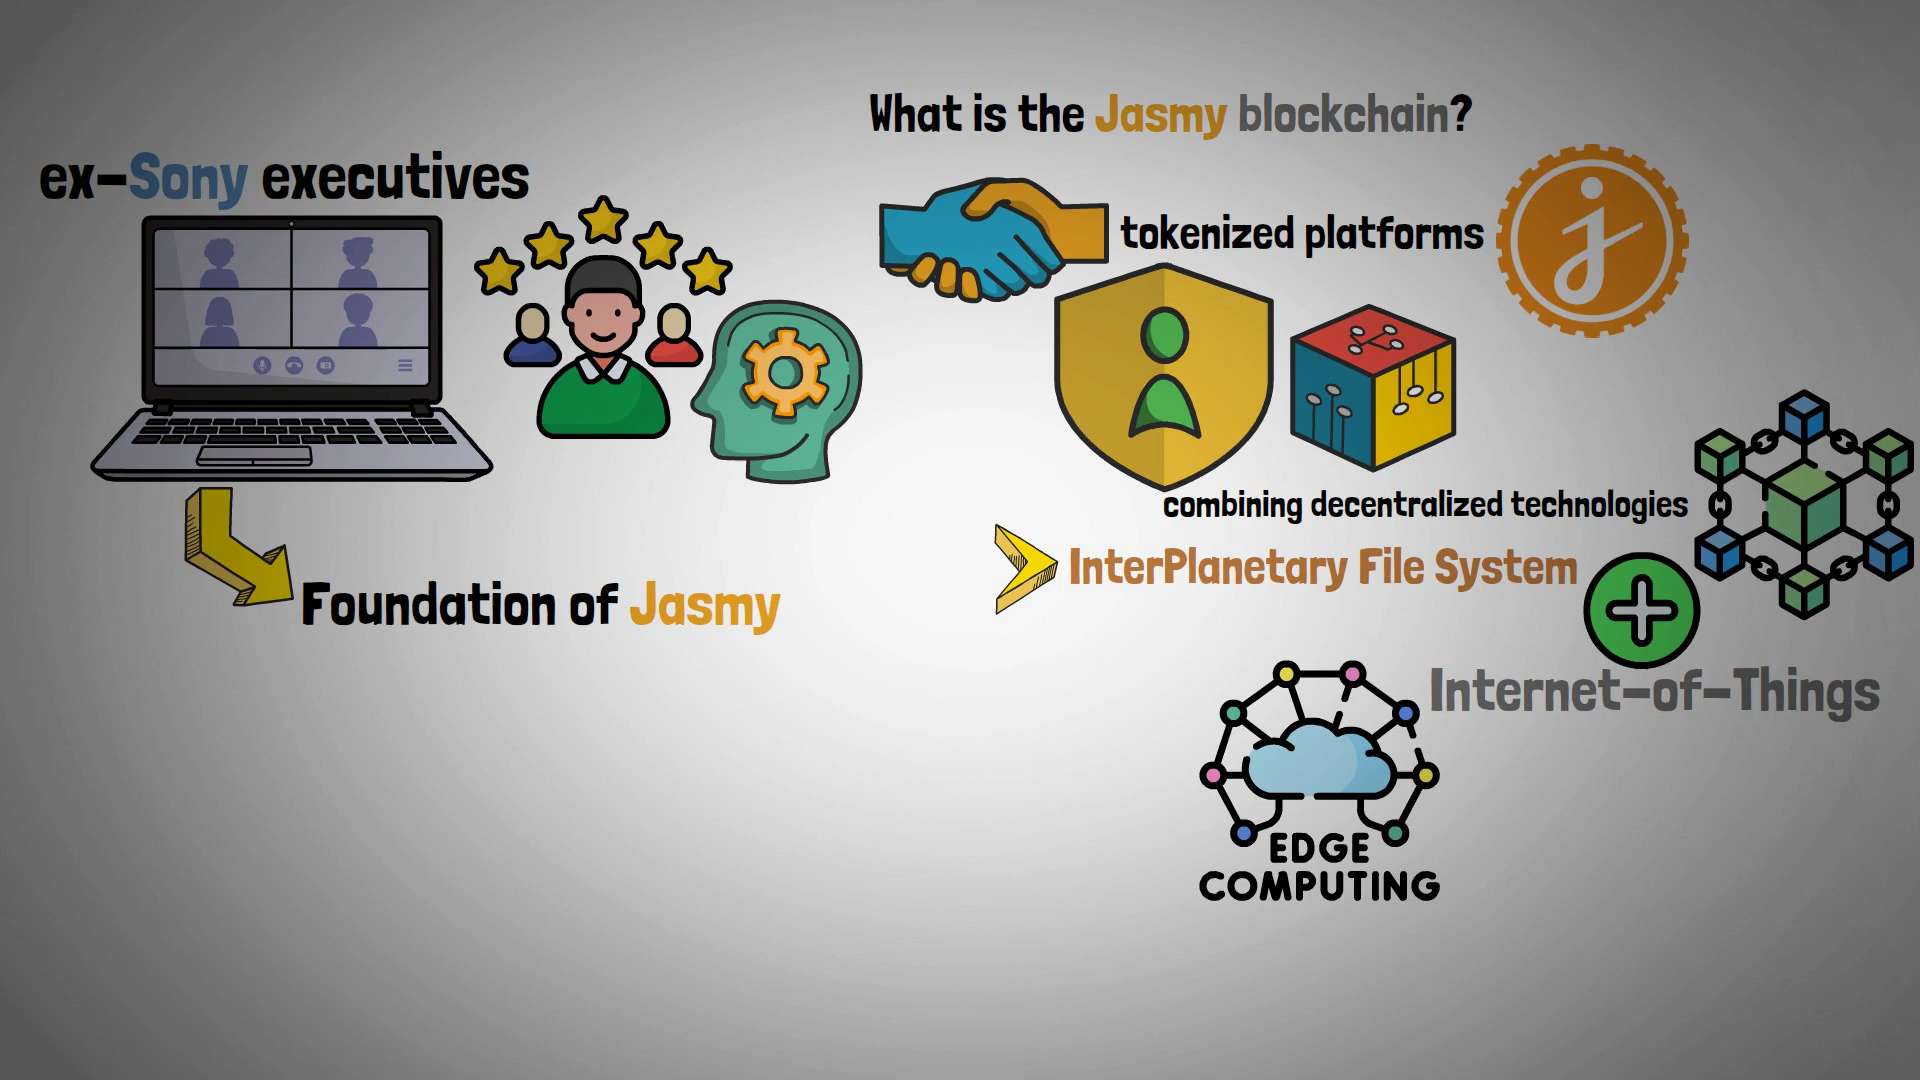 ex-Sony executives
Foundation of Jasmy
What is the Jasmy blockchain?
tokenized platforms
combining decentralized technologies
InterPlanetary File System
Internet-of-Things
EDGE
COMPUTING